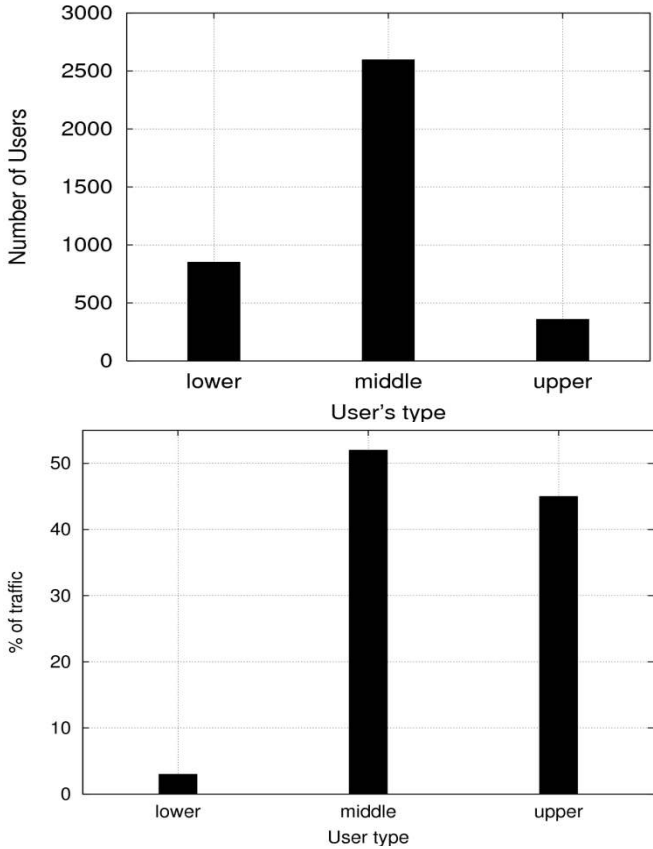 3000
2500
2000
1500
1000
500
0
Number of Users
lower middle upper
User's type
50
40
30
20
10
0
% of traffic
lower middle upper
User type